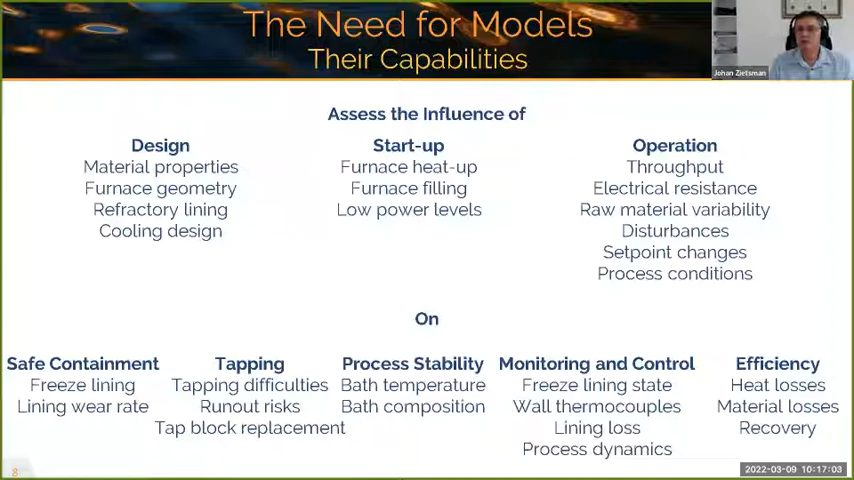 The Need for Models
Their Capabilities
Johan Zietsman
Assess the Influence of
Design
Material properties
Furnace geometry
Refractory lining
Cooling design
Start-up
Furnace heat-up
Furnace filling
Low power levels
Operation
Throughput
Electrical resistance
Raw material variability
Disturbances
Setpoint changes
Process conditions
On
Safe Containment
Freeze lining
Lining wear rate
Tapping
Tapping difficulties
Runout risks
Tap block replacement
Process Stability
Bath temperature
Bath composition
Monitoring and Control
Freeze lining state
Wall thermocouples
Lining loss
Process dynamics
Efficiency
Heat losses
Material losses
Recovery
8
2022-03-09 10:17:03